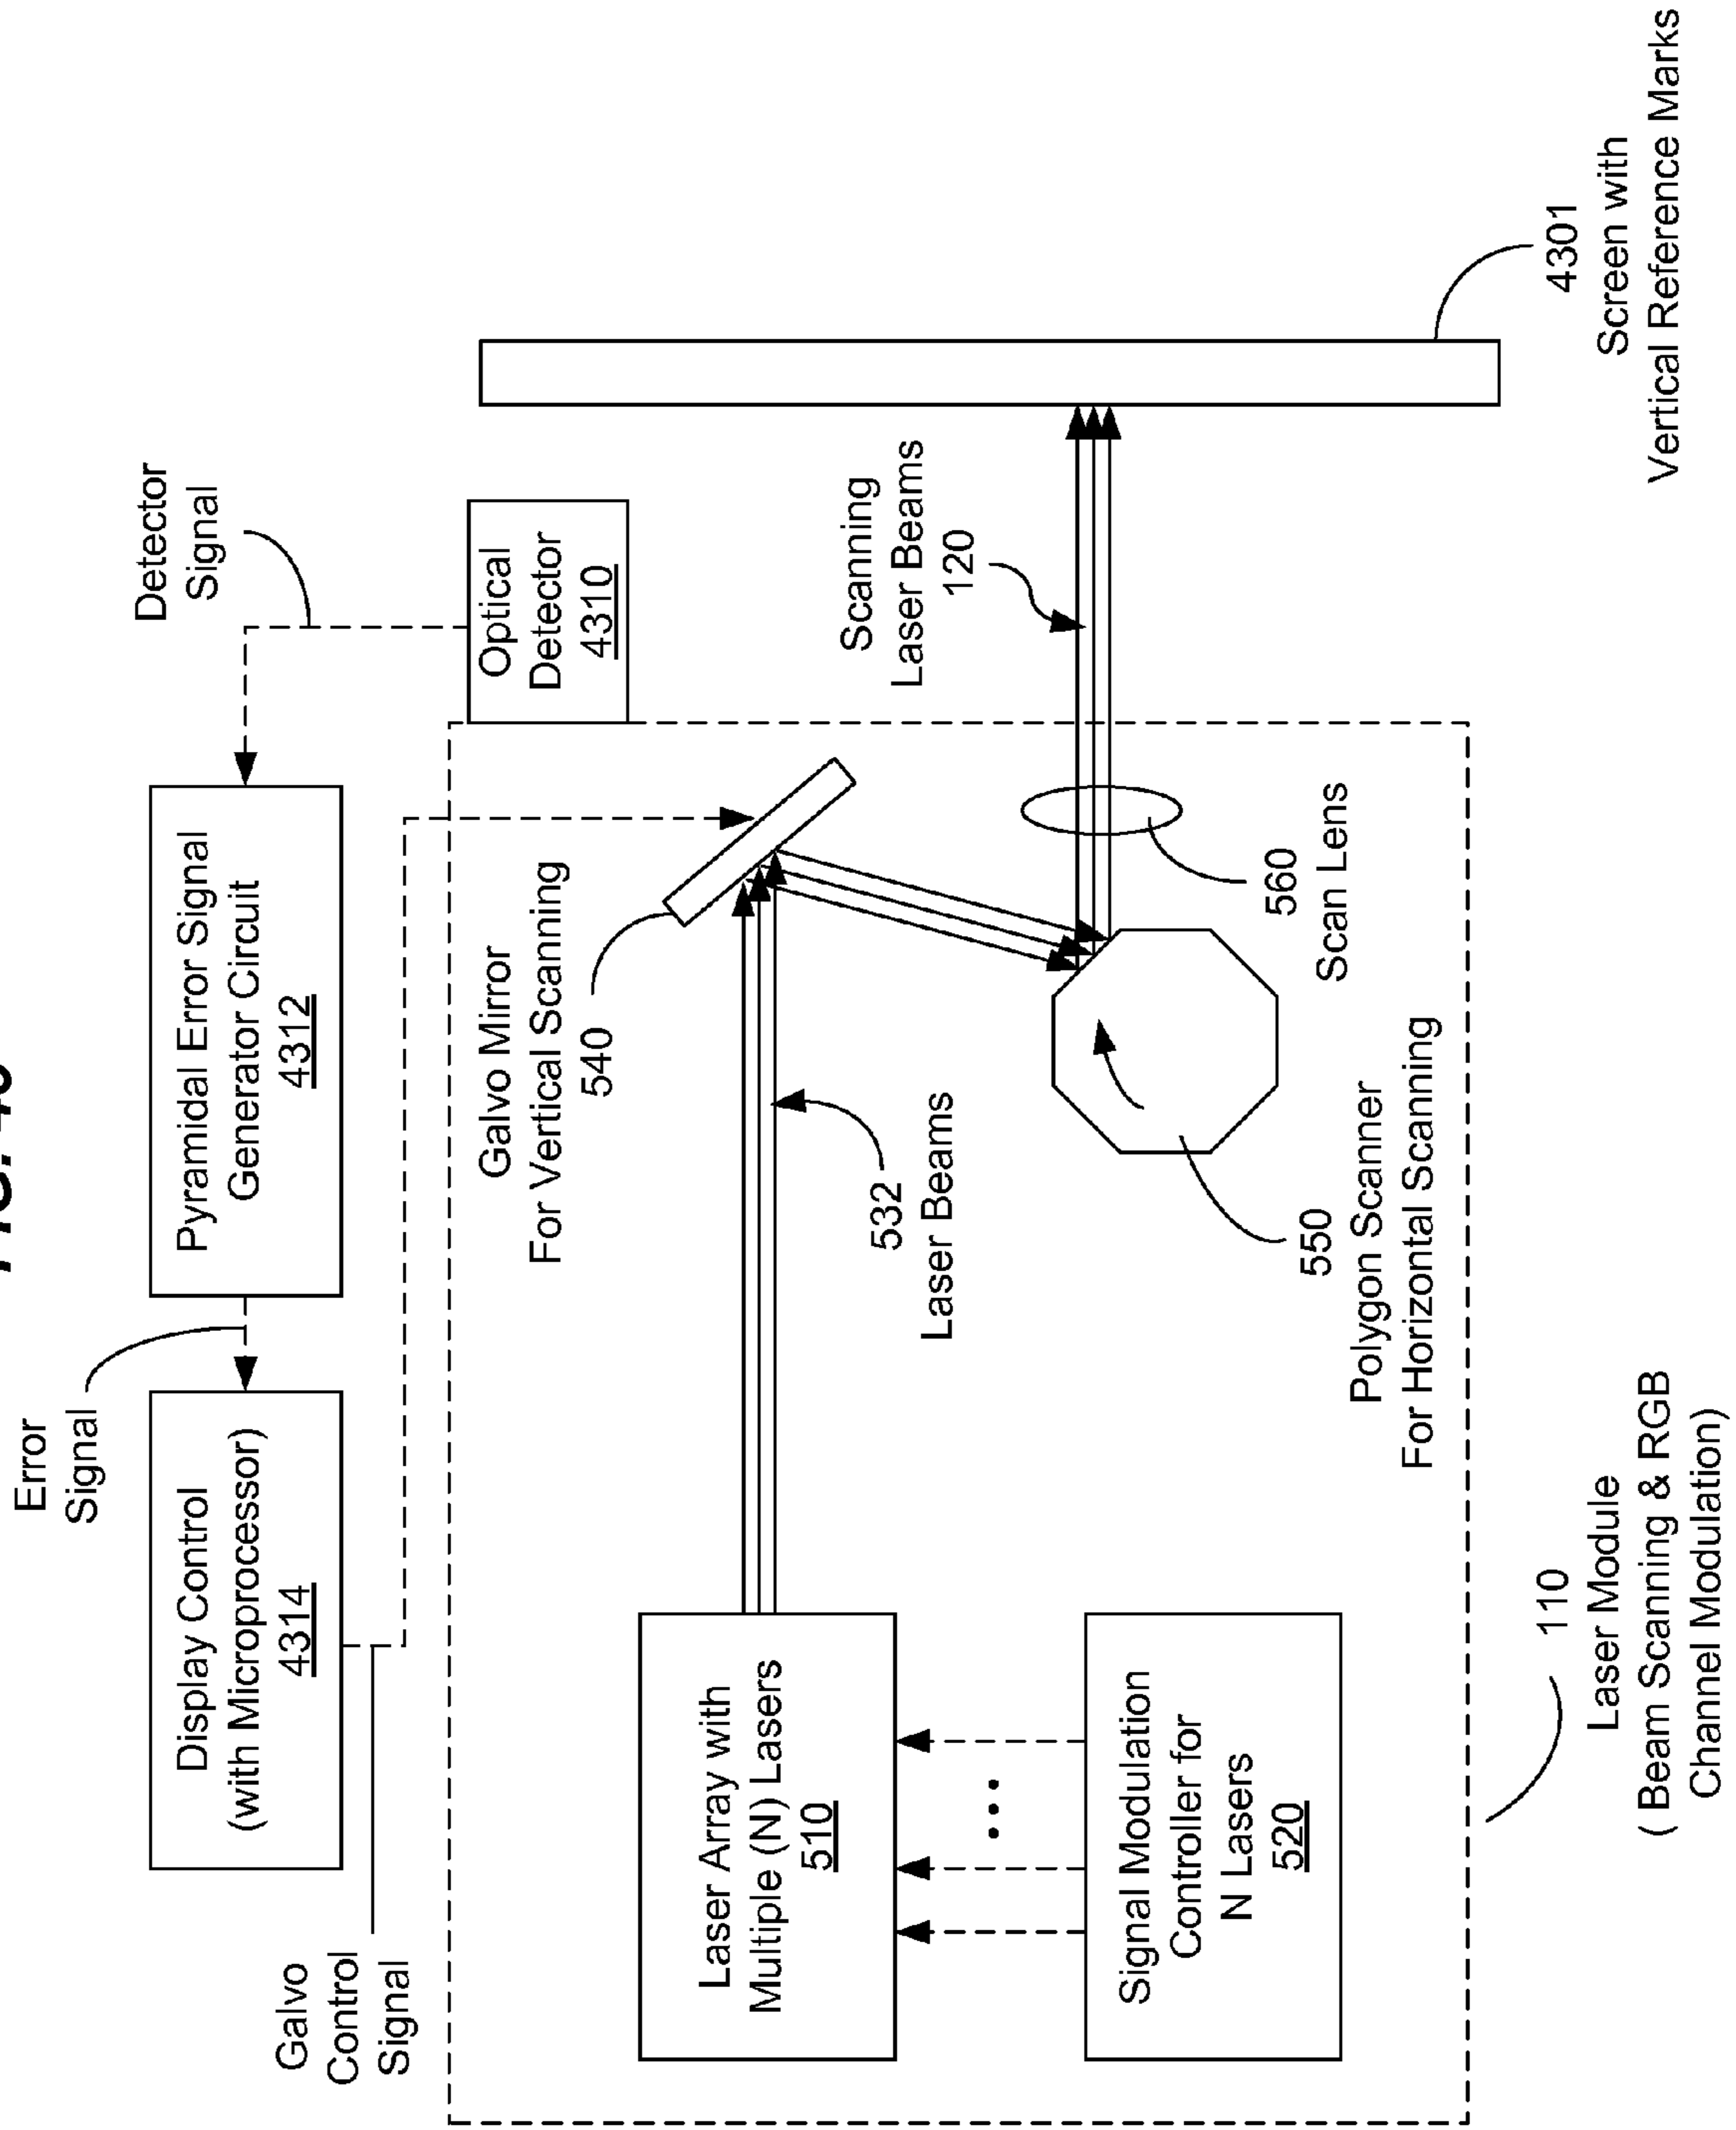 Error
Signal
Detector
Signal
Display Control
(with Microprocessor)
4314
Pyramidal Error Signal
Generator Circuit
4312
Galvo
Control
Signal
Optical
Detector
4310
Galvo Mirror
For Vertical Scanning
540
Laser Array with
Multiple (N) Lasers
510
532
Laser Beams
Scanning
Laser Beams
120
Signal Modulation
Controller for
N Lasers
520
•••
550
Polygon Scanner
For Horizontal Scanning
560
Scan Lens
4301
Screen with
Vertical Reference Marks
110
Laser Module
( Beam Scanning & RGB
Channel Modulation)